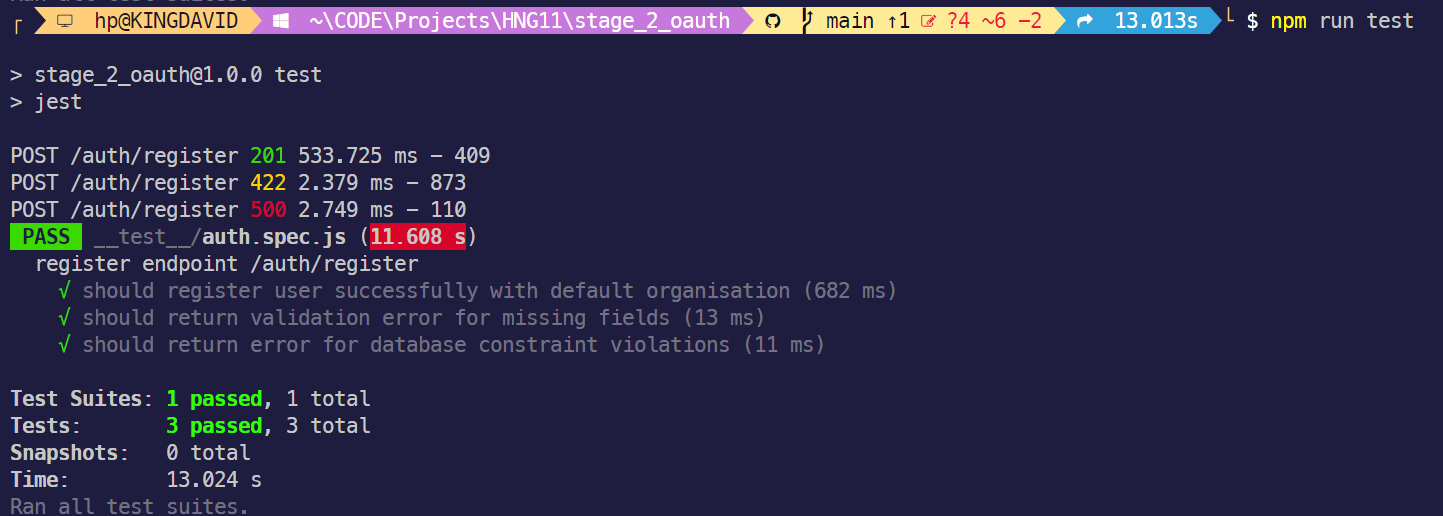 hp@KINGDAVID ~\CODE\Projects\HNG11\stage_2_oauth main ↑1 ?4 ~6 -2 13.013s $ npm run test
> stage_2_oauth@1.0.0 test
> jest
POST /auth/register 201 533.725 ms - 409
POST /auth/register 422 2.379 ms - 873
POST /auth/register 500 2.749 ms - 110
PASS __test__/auth.spec.js (11.608 s)
register endpoint /auth/register
√ should register user successfully with default organisation (682 ms)
√ should return validation error for missing fields (13 ms)
√ should return error for database constraint violations (11 ms)
Test Suites: 1 passed, 1 total
Tests: 3 passed, 3 total
Snapshots: 0 total
Time: 13.024 s
Ran all test suites.